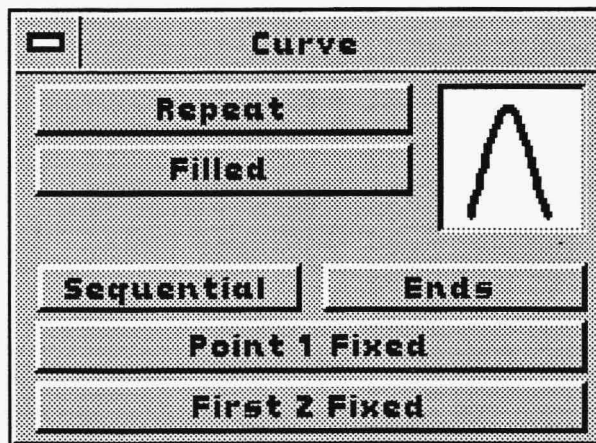 Curve
Repeat
Filled
Sequential Ends
Point 1 Fixed
First 2 Fixed